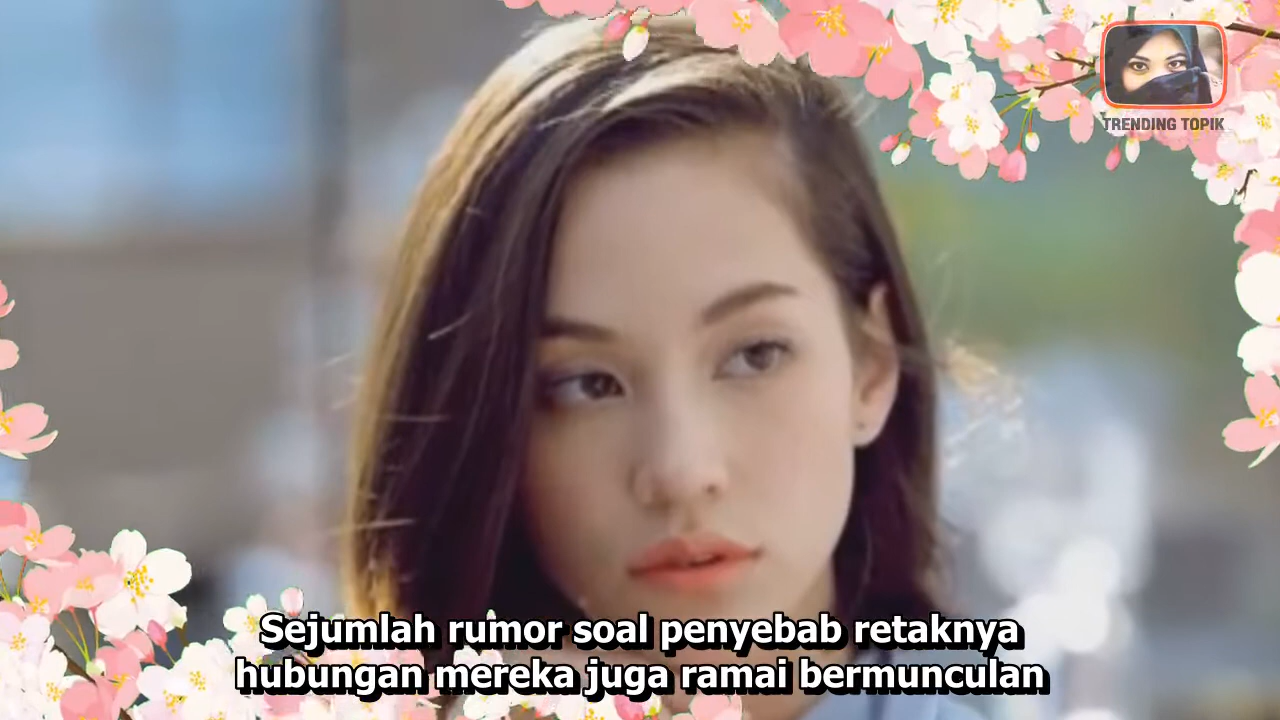 TRENDING TOPIK
Sejumlah rumor soal penyebab retaknya
hubungan mereka juga ramai bermunculan